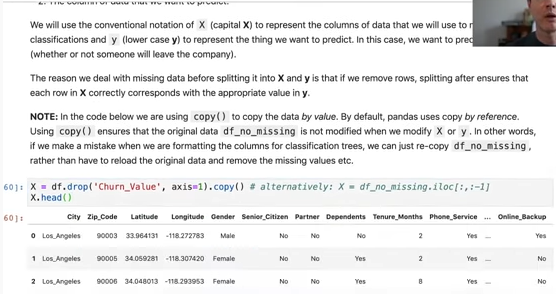 2. The column of data that we want to predict.
We will use the conventional notation of X (capital X) to represent the columns of data that we will use to
classifications and y (lower case y) to represent the thing we want to predict. In this case, we want to
(whether or not someone will leave the company).
The reason we deal with missing data before splitting it into X and y is that if we remove rows, splitting after ensures that
each row in X correctly corresponds with the appropriate value in y.
NOTE: In the code below we are using copy() to copy the data by value. By default, pandas uses copy by reference.
Using copy() ensures that the original data df_no_missing is not modified when we modify X or y. In other words,
if we make a mistake when we are formatting the columns for classification trees, we can just re-copy df_no_missing,
rather than have to reload the original data and remove the missing values etc.
60]: X = df.drop('Churn_Value', axis=1).copy() # alternatively: X = df_no_missing.iloc[:,:-1]
X.head()
60]: City Zip_Code Latitude Longitude Gender Senior_Citizen Partner Dependents Tenure_Months Phone_Service ... Online_Backup
0 Los_Angeles 90003 33.964131 -118.272783 Male No No No 2 Yes ... Yes
1 Los_Angeles 90005 34.059281 -118.307420 Female No No Yes 2 Yes ... No
2 Los_Angeles 90006 34.048013 -118.293953 Female No No Yes 8 Yes ... No